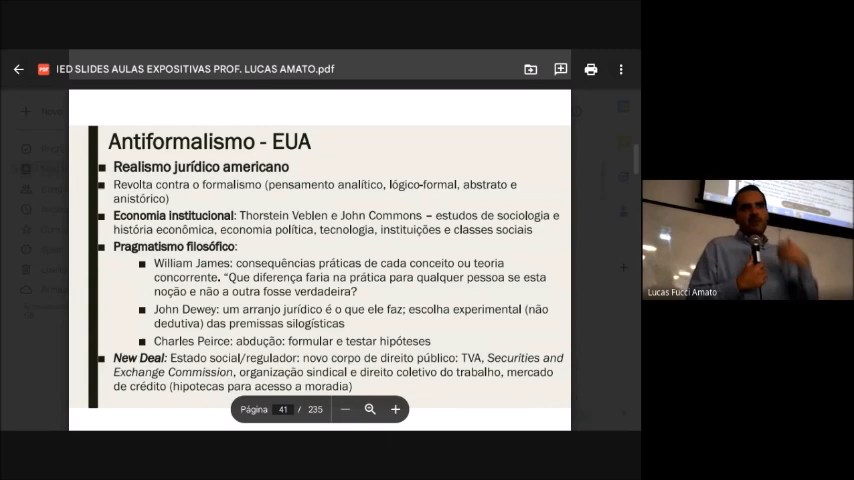 IED SLIDES AULAS EXPOSITIVAS PROF. LUCAS AMATO.pdf
Antiformalismo - EUA
Realismo jurídico americano
Revolta contra o formalismo (pensamento analítico, lógico-formal, abstrato e
anistórico)
Economia institucional: Thorstein Veblen e John Commons – estudos de sociologia e
história econômica, economia política, tecnologia, instituições e classes sociais
Pragmatismo filosófico:
William James: consequências práticas de cada conceito ou teoria
concorrente. “Que diferença faria na prática para qualquer pessoa se esta
noção e não a outra fosse verdadeira?
John Dewey: um arranjo jurídico é o que ele faz; escolha experimental (não
dedutiva) das premissas silogísticas
Charles Peirce: abdução: formular e testar hipóteses
New Deal: Estado social/regulador: novo corpo de direito público: TVA, Securities and
Exchange Commission, organização sindical e direito coletivo do trabalho, mercado
de crédito (hipotecas para acesso a moradia)
Página 41 / 235
Lucas Fucci Amato